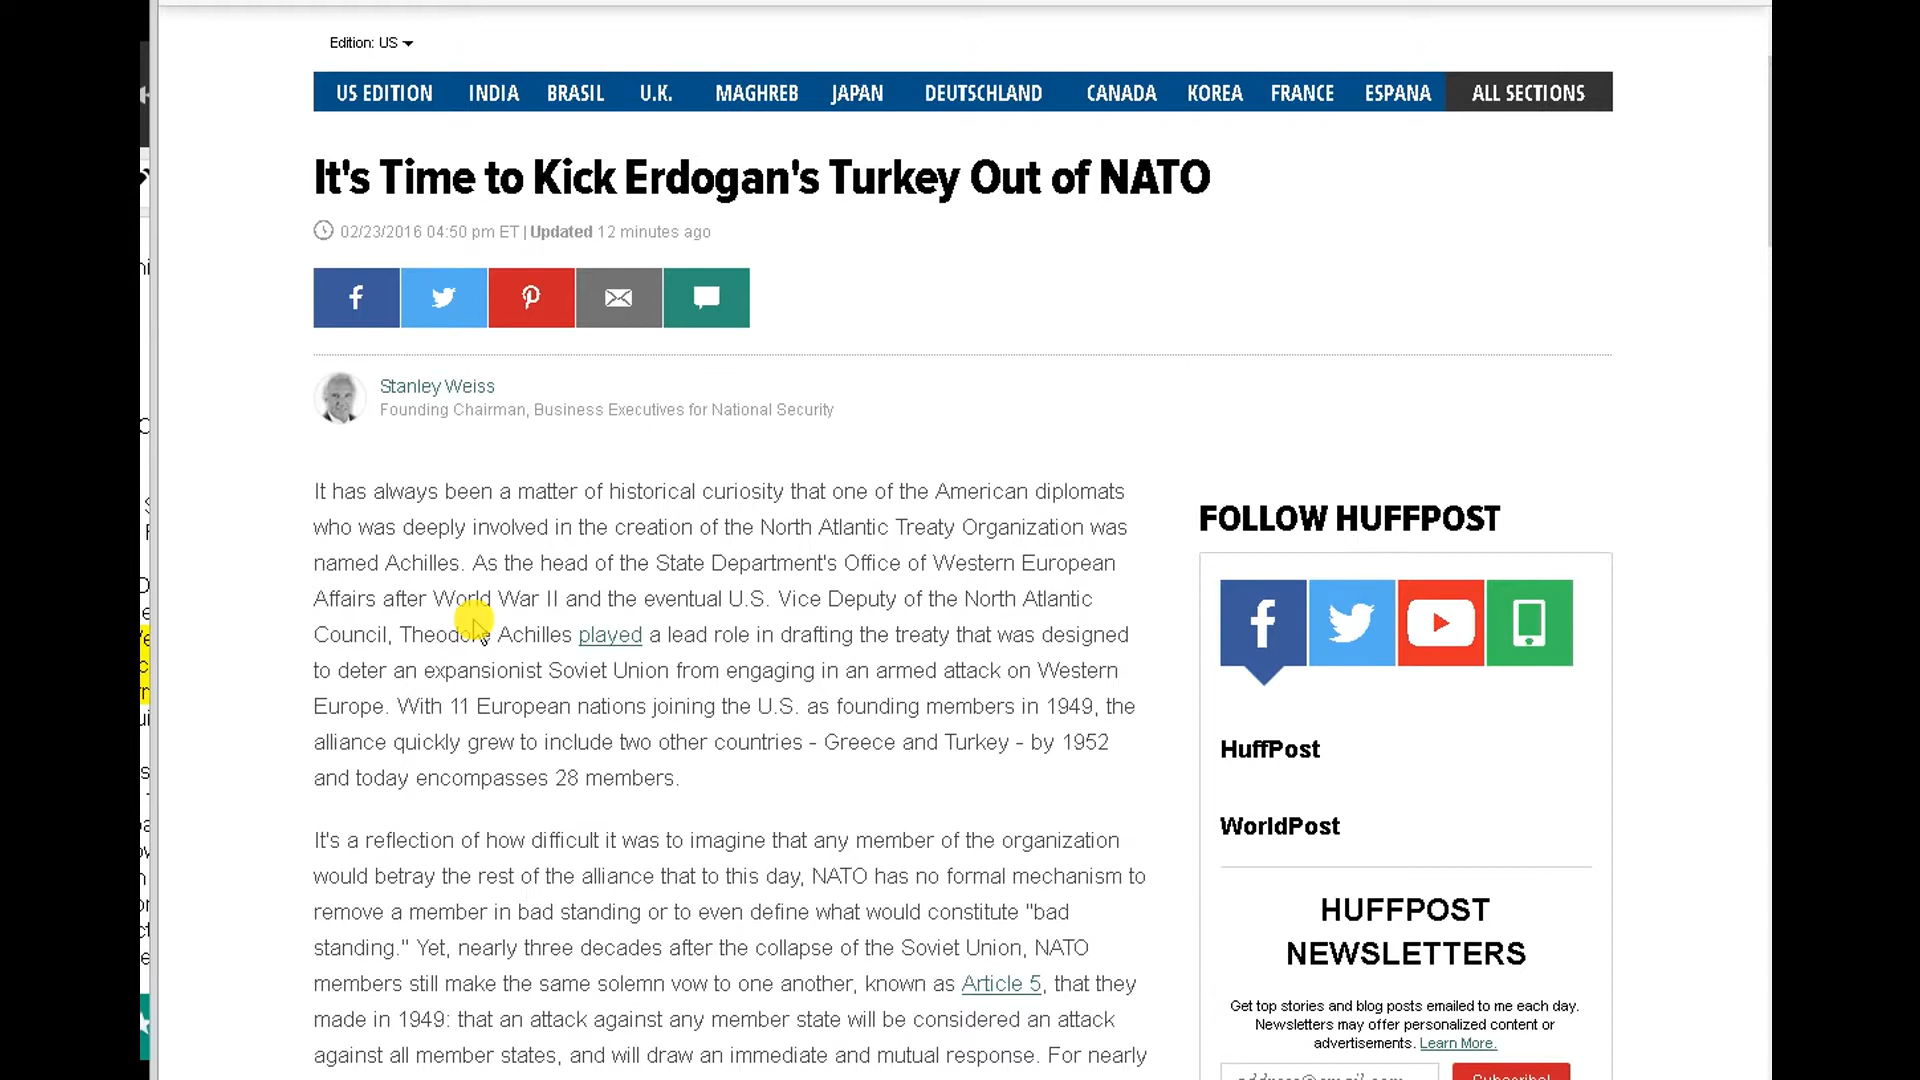 Edition: US
US EDITION INDIA BRASIL U.K. MAGHREB JAPAN DEUTSCHLAND CANADA KOREA FRANCE ESPANA ALL SECTIONS
It's Time to Kick Erdogan's Turkey Out of NATO
02/23/2016 04:50 pm ET | Updated 12 minutes ago
Stanley Weiss
Founding Chairman, Business Executives for National Security
It has always been a matter of historical curiosity that one of the American diplomats
who was deeply involved in the creation of the North Atlantic Treaty Organization was
named Achilles. As the head of the State Department's Office of Western European
Affairs after World War II and the eventual U.S. Vice Deputy of the North Atlantic
Council, Theodore Achilles played a lead role in drafting the treaty that was designed
to deter an expansionist Soviet Union from engaging in an armed attack on Western
Europe. With 11 European nations joining the U.S. as founding members in 1949, the
alliance quickly grew to include two other countries - Greece and Turkey - by 1952
and today encompasses 28 members.
It's a reflection of how difficult it was to imagine that any member of the organization
would betray the rest of the alliance that to this day, NATO has no formal mechanism to
remove a member in bad standing or to even define what would constitute "bad
standing." Yet, nearly three decades after the collapse of the Soviet Union, NATO
members still make the same solemn vow to one another, known as Article 5, that they
made in 1949: that an attack against any member state will be considered an attack
against all member states, and will draw an immediate and mutual response. For nearly
FOLLOW HUFFPOST
HuffPost
WorldPost
HUFFPOST
NEWSLETTERS
Get top stories and blog posts emailed to me each day.
Newsletters may offer personalized content or
advertisements. Learn More.
address@email.com Subscribe!